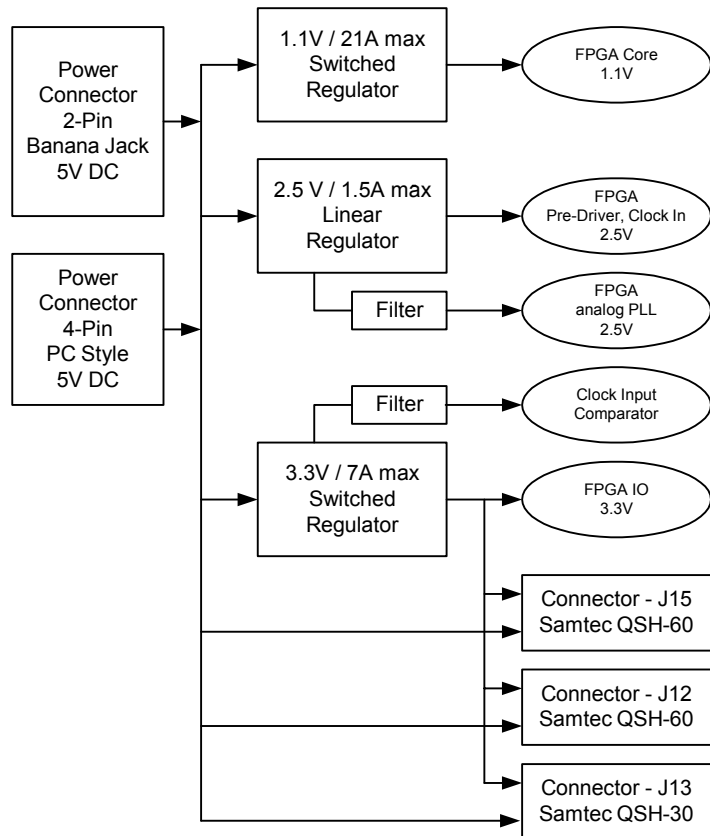 Power
Connector
2-Pin
Banana Jack
5V DC
1.1V / 21A max
Switched
Regulator
FPGA Core
1.1V
2.5 V / 1.5A max
Linear
Regulator
FPGA
Pre-Driver, Clock In
2.5V
Power
Connector
4-Pin
PC Style
5V DC
Filter
FPGA
analog PLL
2.5V
Filter
Clock Input
Comparator
3.3V / 7A max
Switched
Regulator
FPGA IO
3.3V
Connector - J15
Samtec QSH-60
Connector - J12
Samtec QSH-60
Connector - J13
Samtec QSH-30